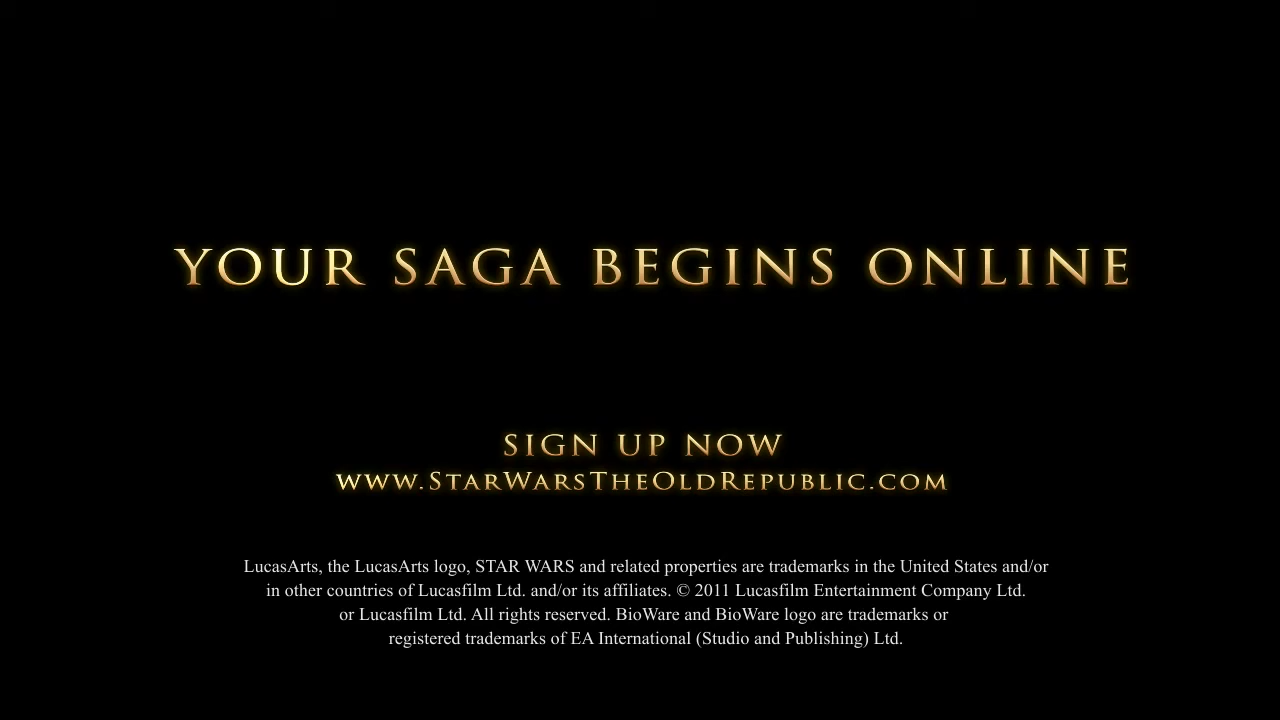 YOUR SAGA BEGINS ONLINE
SIGN UP NOW
WWW.STARWARSTHEOLDREPUBLIC.COM
LucasArts, the LucasArts logo, STAR WARS and related properties are trademarks in the United States and/or
in other countries of Lucasfilm Ltd. and/or its affiliates. © 2011 Lucasfilm Entertainment Company Ltd.
or Lucasfilm Ltd. All rights reserved. BioWare and BioWare logo are trademarks or
registered trademarks of EA International (Studio and Publishing) Ltd.